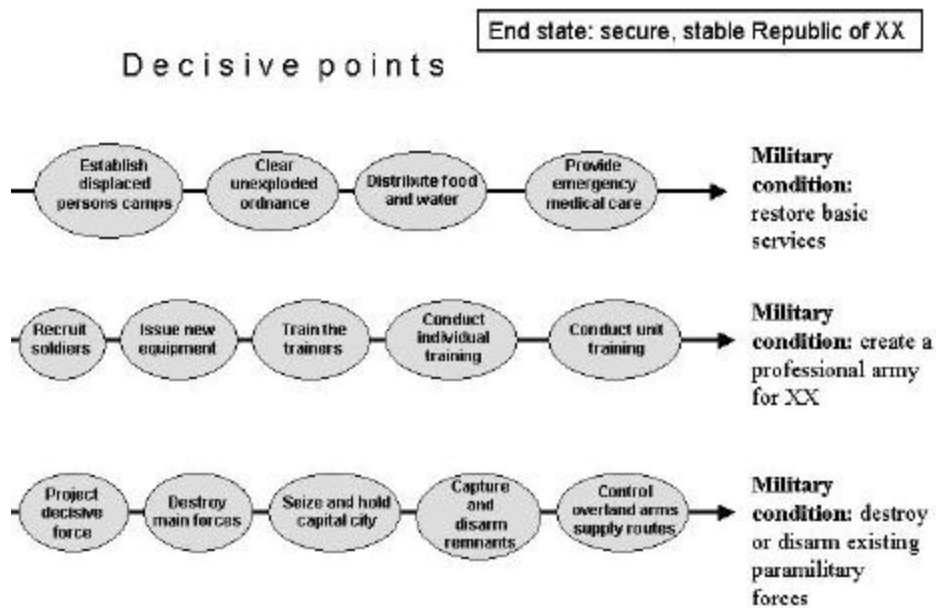 End state: secure, stable Republic of XX
Decisive points
Establish
displaced
persons camps
Clear
unexploded
ordnance
Distribute food
and water
Provide
emergency
medical care
Military
condition:
restore basic
services
Recruit
soldiers
Issue new
equipment
Train the
trainers
Conduct
individual
training
Conduct unit
training
Military
condition: create a
professional army
for XX
Project
decisive
force
Destroy
main forces
Seize and hold
capital city
Capture
and
disarm
remnants
Control
overland arms
supply routes
Military
condition: destroy
or disarm existing
paramilitary
forces